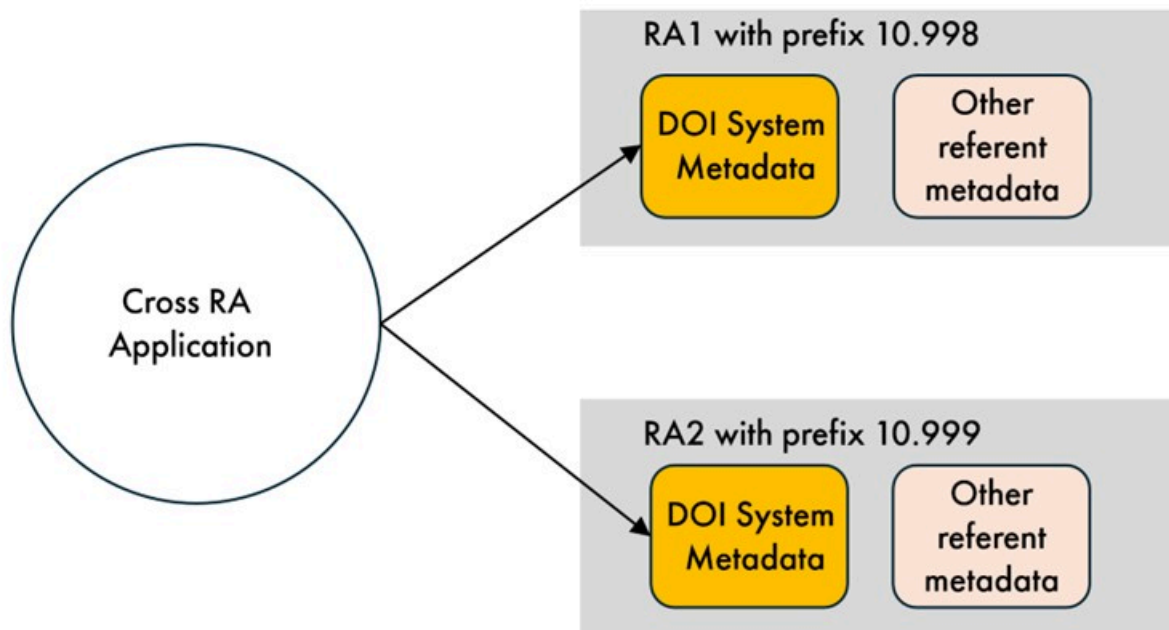 RA1 with prefix 10.998
DOI System
Metadata
Other
referent
metadata
Cross RA
Application
RA2 with prefix 10.999
DOI System
Metadata
Other
referent
metadata